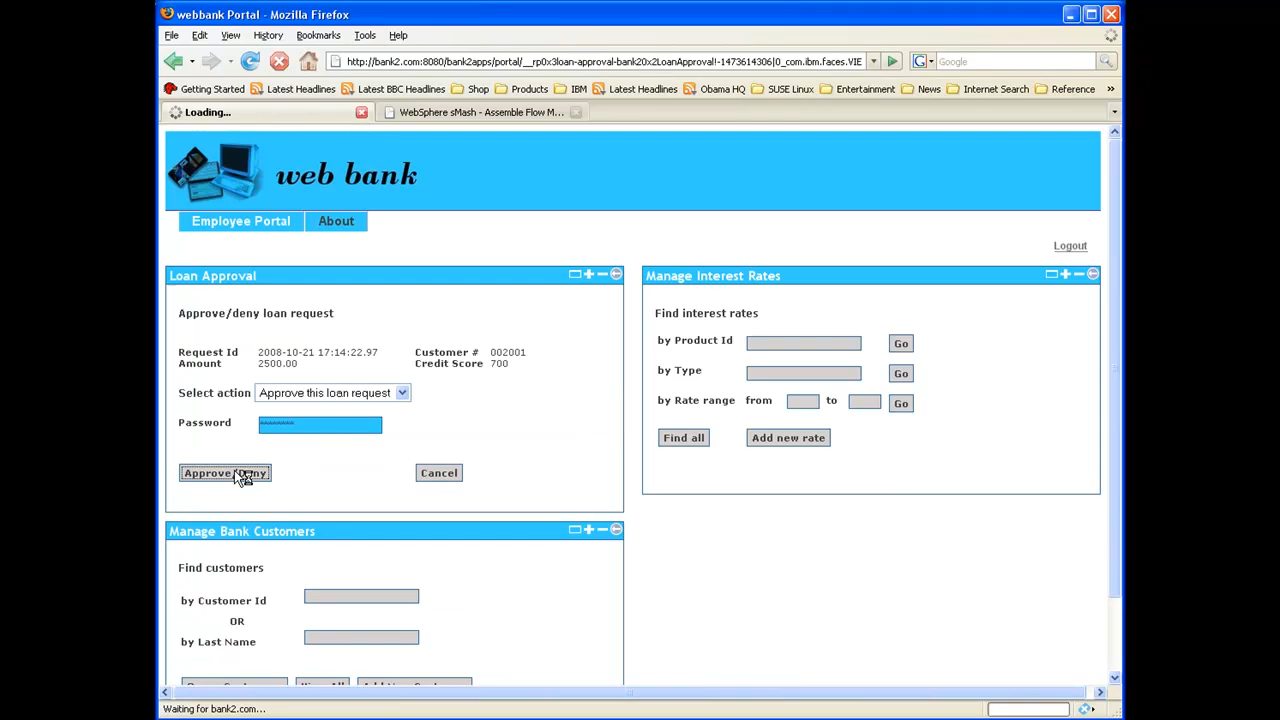 webbank Portal - Mozilla Firefox
File Edit View History Bookmarks Tools Help
http://bank2.com:8080/bank2apps/portal/__rp0x3loan-approval-bank20x2LoanApproval!-1473614306|0_com.ibm.faces.VIE
Google
Getting Started Latest Headlines Latest BBC Headlines Shop Products IBM Latest Headlines Obama HQ SUSE Linux Entertainment News Internet Search Reference »
Loading... WebSphere sMash - Assemble Flow M...
web bank
Employee Portal About
Logout
Loan Approval
Approve/deny loan request
Request Id 2008-10-21 17:14:22.97 Customer # 002001
Amount 2500.00 Credit Score 700
Select action Approve this loan request
Password ********
Approve/Deny Cancel
Manage Interest Rates
Find interest rates
by Product Id Go
by Type Go
by Rate range from to Go
Find all Add new rate
Manage Bank Customers
Find customers
by Customer Id
OR
by Last Name
Waiting for bank2.com...